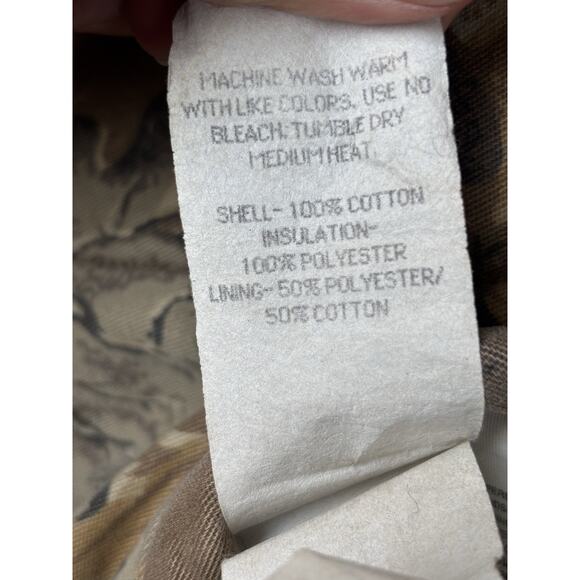 MACHINE WASH WARM
WITH LIKE COLORS. USE NO
BLEACH. TUMBLE DRY
MEDIUM HEAT.
SHELL- 100% COTTON
INSULATION-
100% POLYESTER
LINING- 50% POLYESTER/
50% COTTON